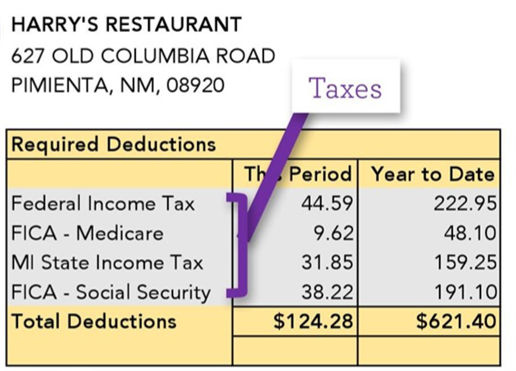 HARRY'S RESTAURANT
627 OLD COLUMBIA ROAD
PIMIENTA, NM, 08920
Taxes
Required Deductions
This Period Year to Date
Federal Income Tax 44.59 222.95
FICA - Medicare 9.62 48.10
MI State Income Tax 31.85 159.25
FICA - Social Security 38.22 191.10
Total Deductions $124.28 $621.40